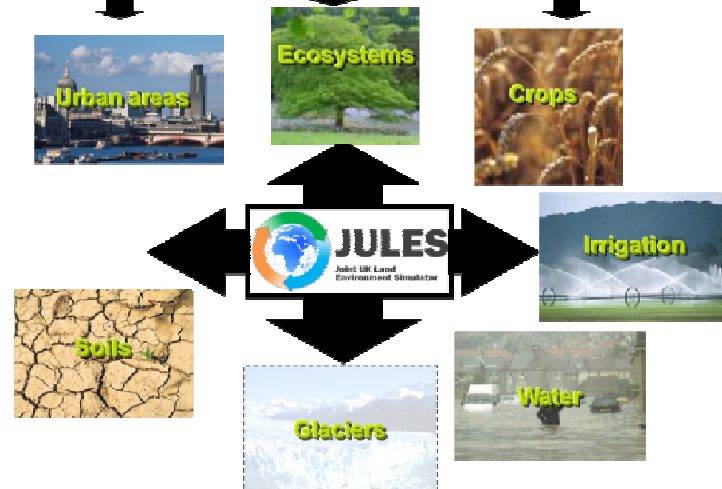 Ecosystems
Urban areas
Crops
JULES
Joint UK Land
Environment Simulator
Irrigation
Soils
Water
Glaciers